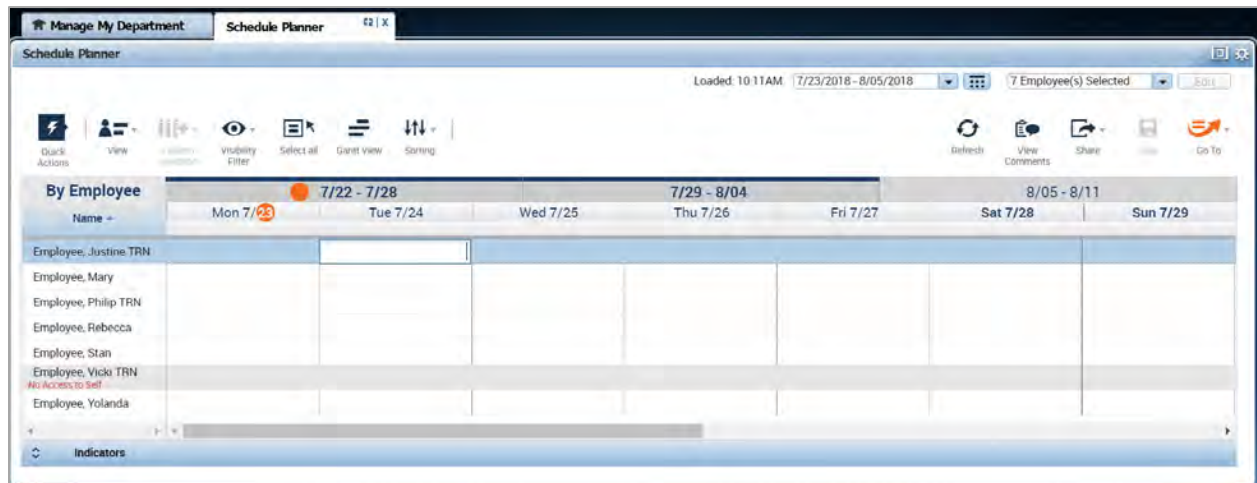 Manage My Department
Schedule Planner
X
Schedule Planner
Loaded: 10:11AM
7/23/2018 - 8/05/2018
7 Employee(s) Selected
Edit
Quick Actions
View
Visibility Filter
Select all
Gantt View
Sorting
Refresh
View Comments
Share
Go To
By Employee
7/22 - 7/28
7/29 - 8/04
8/05 - 8/11
Name
Mon 7/23
Tue 7/24
Wed 7/25
Thu 7/26
Fri 7/27
Sat 7/28
Sun 7/29
Employee, Justine TRN
Employee, Mary
Employee, Philip TRN
Employee, Rebecca
Employee, Stan
Employee, Vicki TRN
No Access to Self
Employee, Yolanda
Indicators